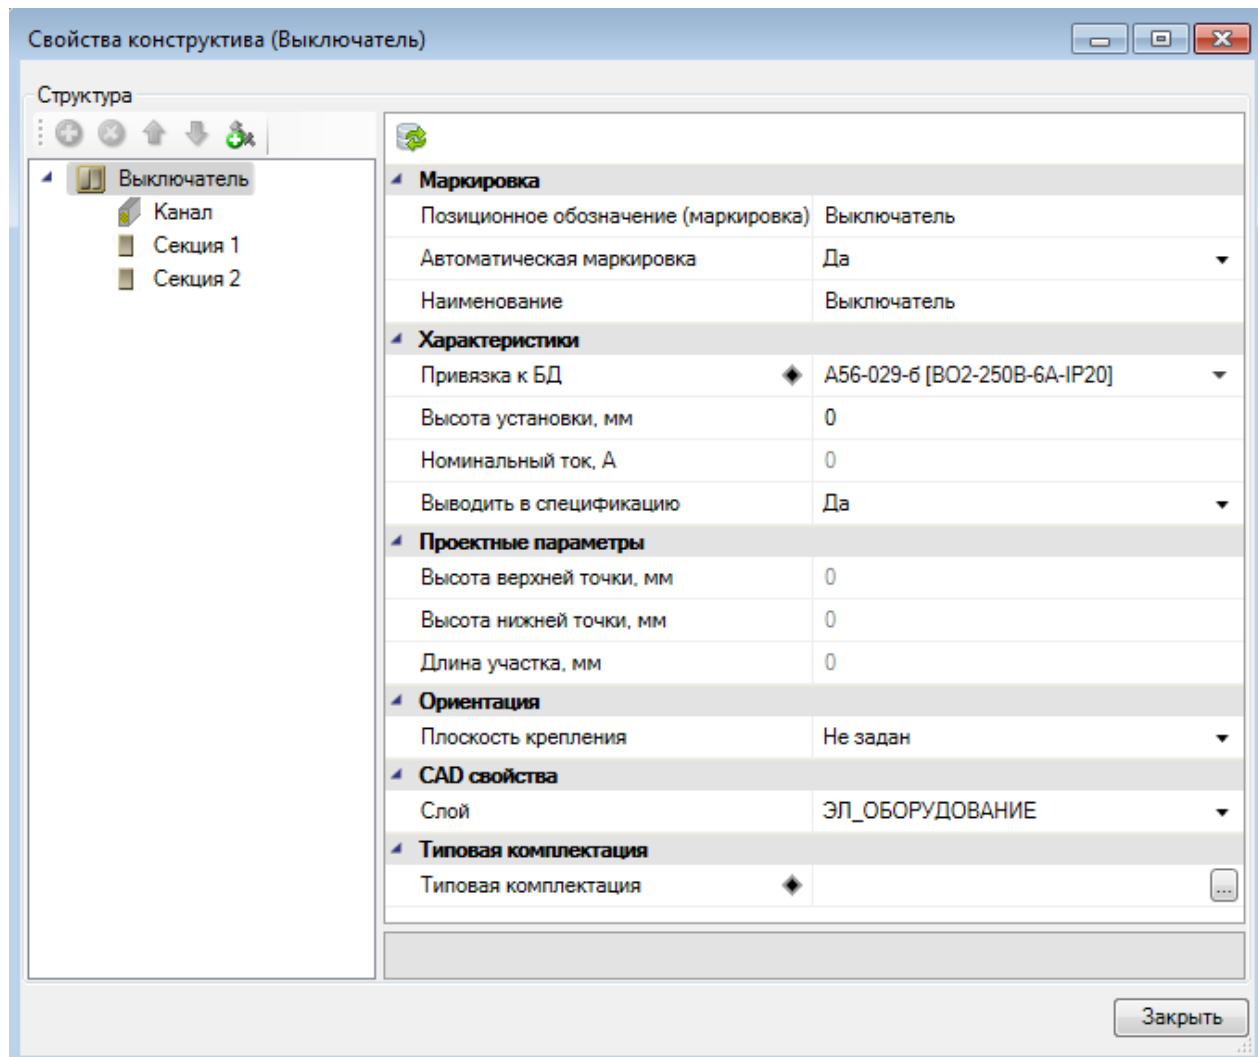 Свойства конструктива (Выключатель)
Структура
Выключатель
Канал
Секция 1
Секция 2
Маркировка
Позиционное обозначение (маркировка) Выключатель
Автоматическая маркировка Да
Наименование Выключатель
Характеристики
Привязка к БД A56-029-б [ВО2-250В-6А-IP20]
Высота установки, мм 0
Номинальный ток, А 0
Выводить в спецификацию Да
Проектные параметры
Высота верхней точки, мм 0
Высота нижней точки, мм 0
Длина участка, мм 0
Ориентация
Плоскость крепления Не задан
CAD свойства
Слой ЭЛ_ОБОРУДОВАНИЕ
Типовая комплектация
Типовая комплектация ...
Закрыть